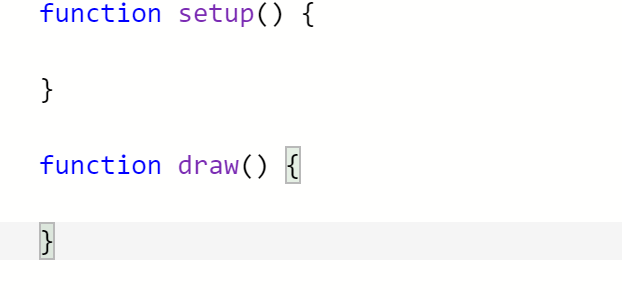 function setup() {
}
function draw() {
}